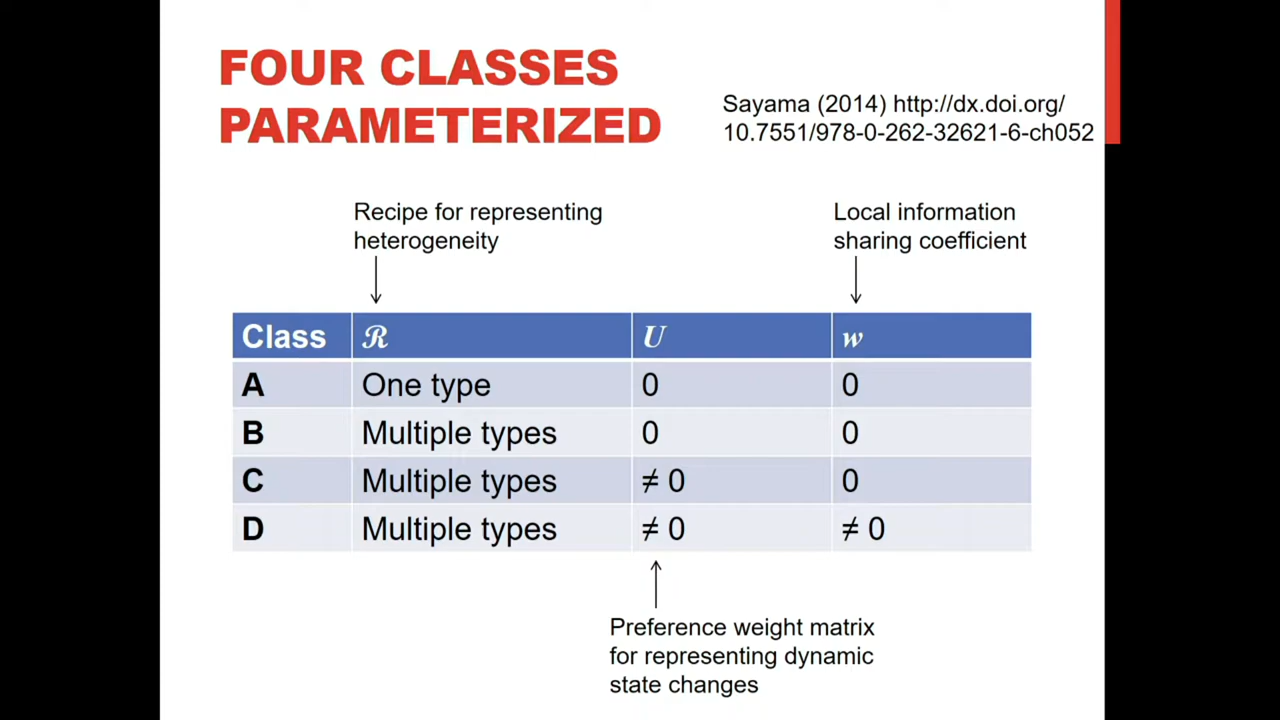 FOUR CLASSES
PARAMETERIZED
Sayama (2014) http://dx.doi.org/
10.7551/978-0-262-32621-6-ch052
Recipe for representing
heterogeneity
Local information
sharing coefficient
Class ℛ U w
A One type 0 0
B Multiple types 0 0
C Multiple types ≠ 0 0
D Multiple types ≠ 0 ≠ 0
Preference weight matrix
for representing dynamic
state changes